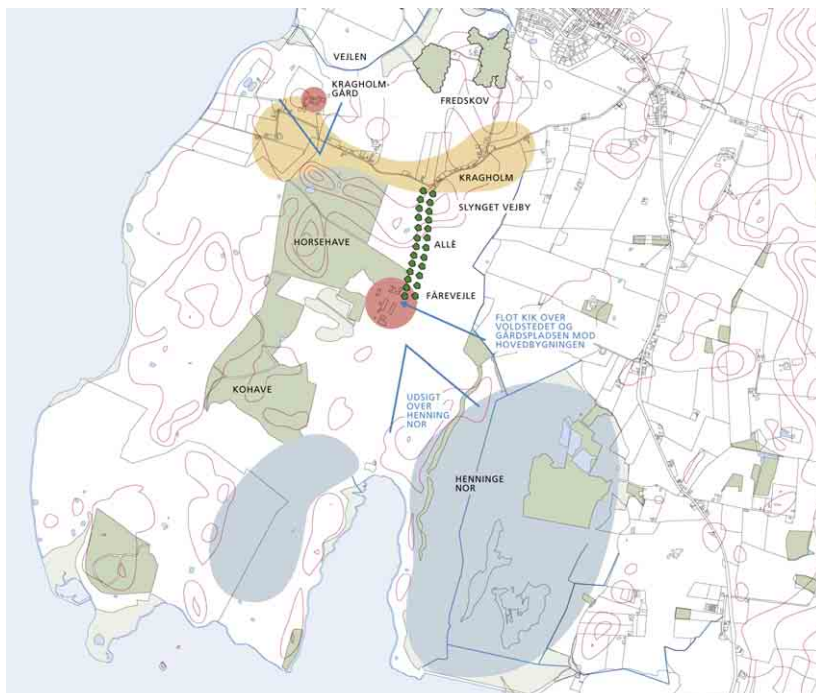 VEJLEN
KRAGHOLM-
GÅRD
FREDSKOV
KRAGHOLM
SLYNGET VEJBY
HORSEHAVE
ALLÈ
FÅREVEJLE
FLOT KIK OVER
VOLDSTEDET OG
GÅRDSPLADSEN MOD
HOVEDBYGNINGEN
KOHAVE
UDSIGT
OVER
HENNING
NOR
HENNINGE
NOR